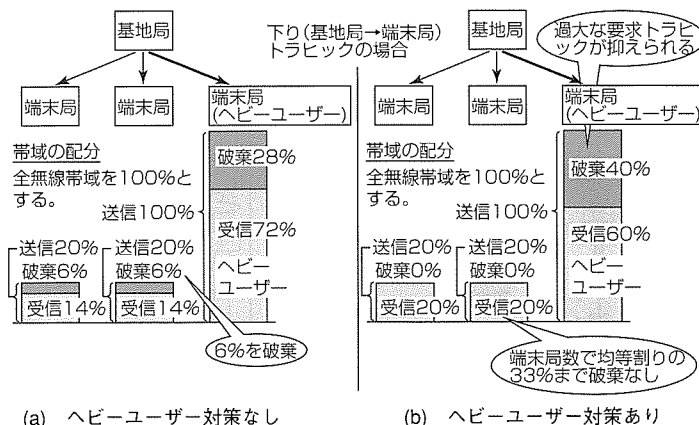 基地局
端末局
端末局
端末局
(ヘビーユーザー)
下り(基地局→端末局)
トラヒックの場合
帯域の配分
全無線帯域を100%と
する。
送信100%
破棄28%
受信72%
ヘビー
ユーザー
送信20%
破棄6%
受信14%
送信20%
破棄6%
受信14%
6%を破棄
(a) ヘビーユーザー対策なし
過大な要求トラヒ
ックが抑えられる
基地局
端末局
端末局
端末局
(ヘビーユーザー)
帯域の配分
全無線帯域を100%と
する。
送信100%
破棄40%
受信60%
ヘビー
ユーザー
送信20%
破棄0%
受信20%
送信20%
破棄0%
受信20%
端末局数で均等割りの
33%まで破棄なし
(b) ヘビーユーザー対策あり